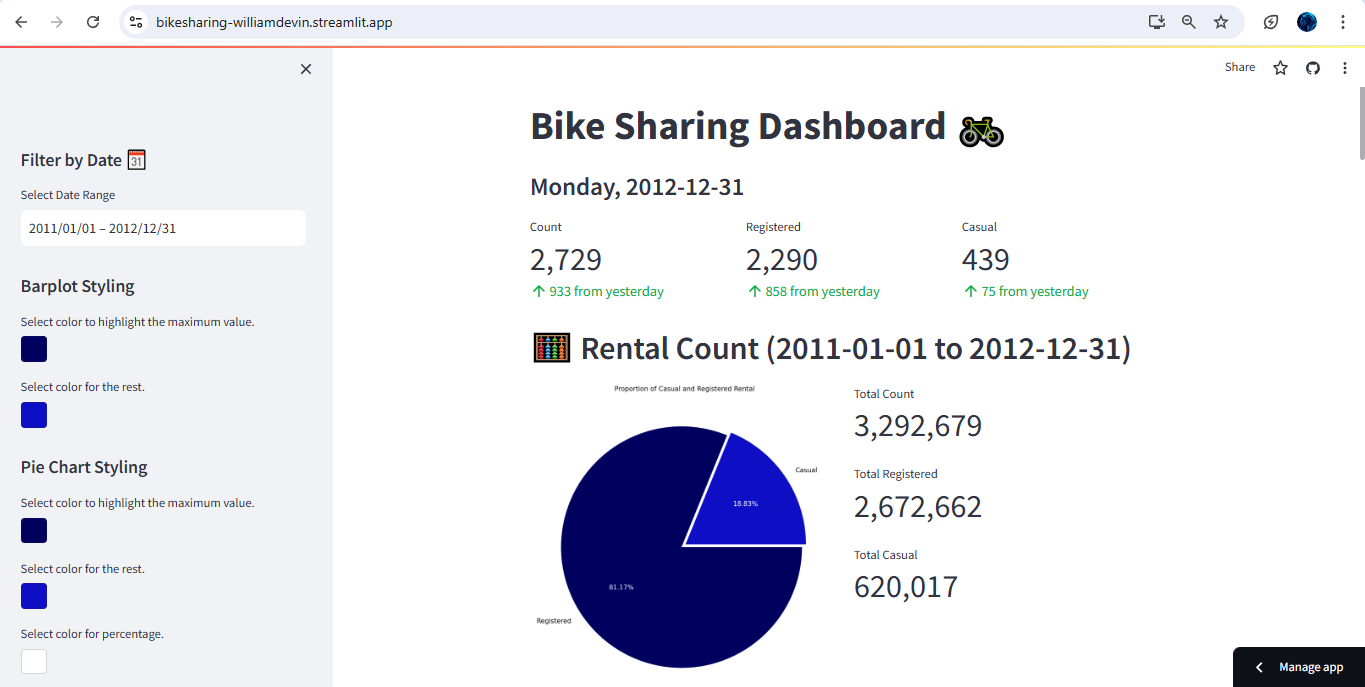 bikesharing-williamdevin.streamlit.app
Share
Filter by Date
31
Select Date Range
2011/01/01 – 2012/12/31
Barplot Styling
Select color to highlight the maximum value.
Select color for the rest.
Pie Chart Styling
Select color to highlight the maximum value.
Select color for the rest.
Select color for percentage.
Bike Sharing Dashboard
Monday, 2012-12-31
Count
2,729
933 from yesterday
Registered
2,290
858 from yesterday
Casual
439
75 from yesterday
Rental Count (2011-01-01 to 2012-12-31)
Proportion of Casual and Registered Rental
Casual
18.83%
81.17%
Registered
Total Count
3,292,679
Total Registered
2,672,662
Total Casual
620,017
Manage app